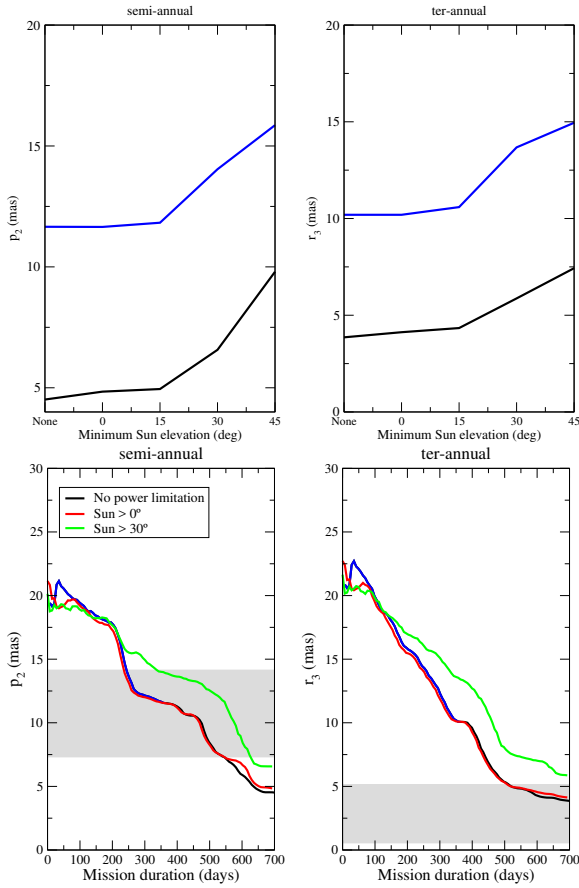 semi-annual
ter-annual
20
15
10
5
p2 (mas)
None 0 15 30 45
Minimum Sun elevation (deg)
20
15
10
5
0
r3 (mas)
None 0 15 30 45
Minimum Sun elevation (deg)
semi-annual
ter-annual
30
25
20
15
10
5
0
p2 (mas)
No power limitation
Sun > 0º
Sun > 30º
0 100 200 300 400 500 600 700
Mission duration (days)
30
25
20
15
10
5
0
r3 (mas)
0 100 200 300 400 500 600 700
Mission duration (days)